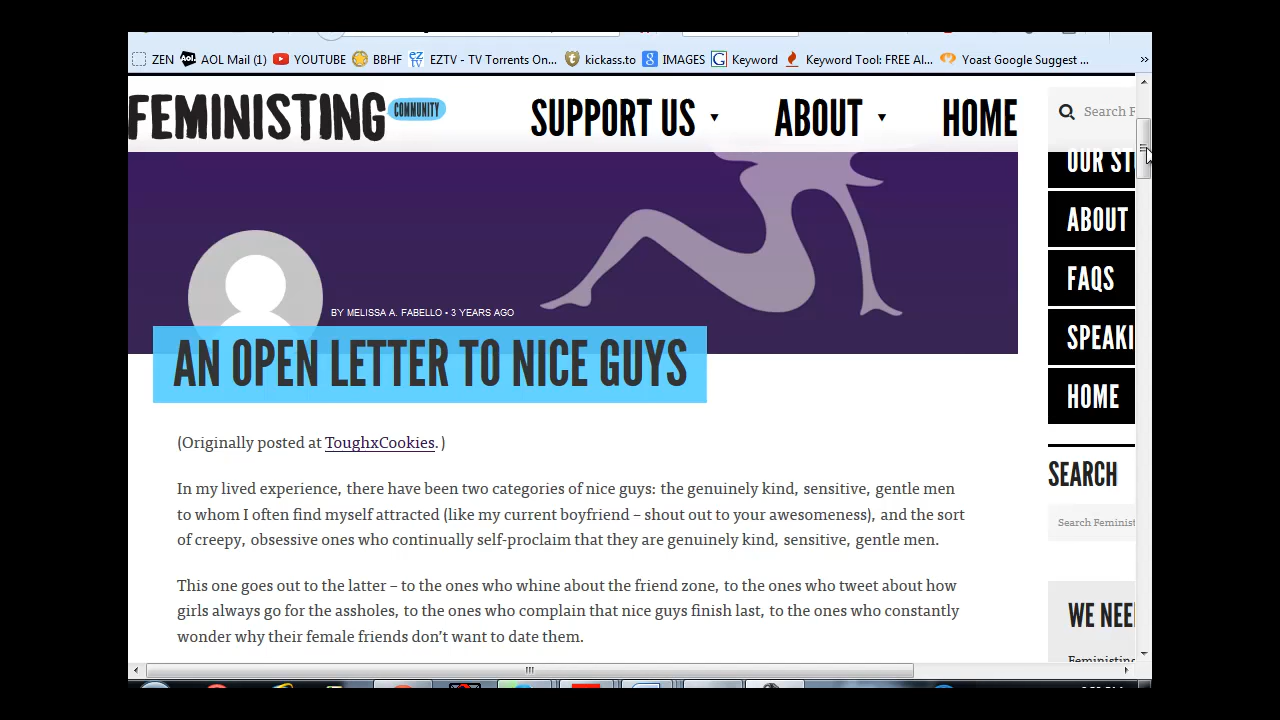 ZEN AOL Mail (1) YOUTUBE BBHF EZTV - TV Torrents On... kickass.to IMAGES Keyword Keyword Tool: FREE Al... Yoast Google Suggest ... »
FEMINISTING COMMUNITY SUPPORT US ABOUT HOME
Search F
OUR ST
ABOUT
FAQS
SPEAKI
HOME
BY MELISSA A. FABELLO • 3 YEARS AGO
AN OPEN LETTER TO NICE GUYS
(Originally posted at ToughxCookies.)
In my lived experience, there have been two categories of nice guys: the genuinely kind, sensitive, gentle men
to whom I often find myself attracted (like my current boyfriend – shout out to your awesomeness), and the sort
of creepy, obsessive ones who continually self-proclaim that they are genuinely kind, sensitive, gentle men.
This one goes out to the latter – to the ones who whine about the friend zone, to the ones who tweet about how
girls always go for the assholes, to the ones who complain that nice guys finish last, to the ones who constantly
wonder why their female friends don't want to date them.
SEARCH
Search Feminist
WE NEE
Feministing